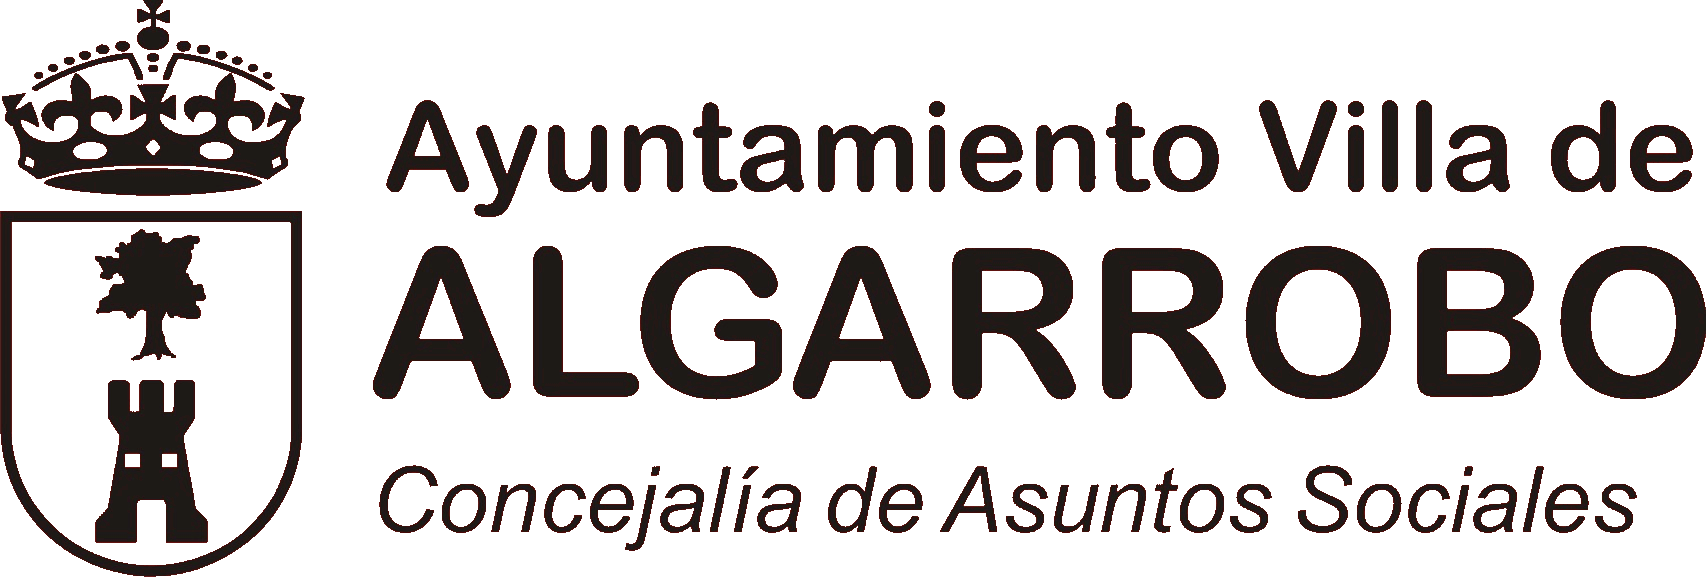 Ayuntamiento Villa de
ALGARROBO
Concejalía de Asuntos Sociales